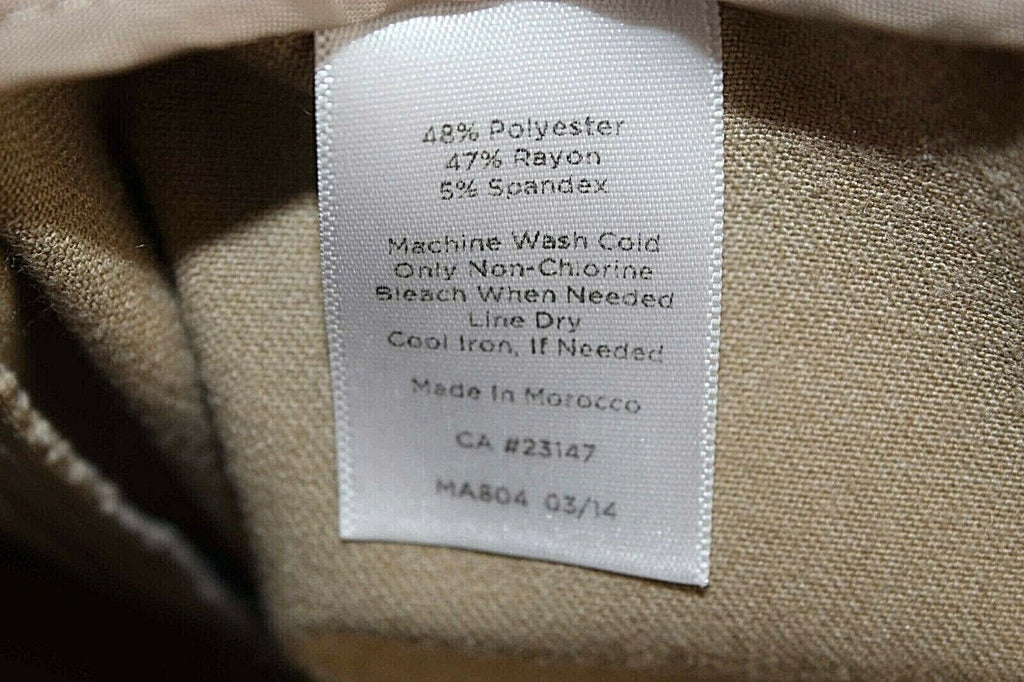 48% Polyester
47% Rayon
5% Spandex
Machine Wash Cold
Only Non-Chlorine
Bleach When Needed
Line Dry
Cool Iron, If Needed
Made In Morocco
CA #23147
MA804 03/14